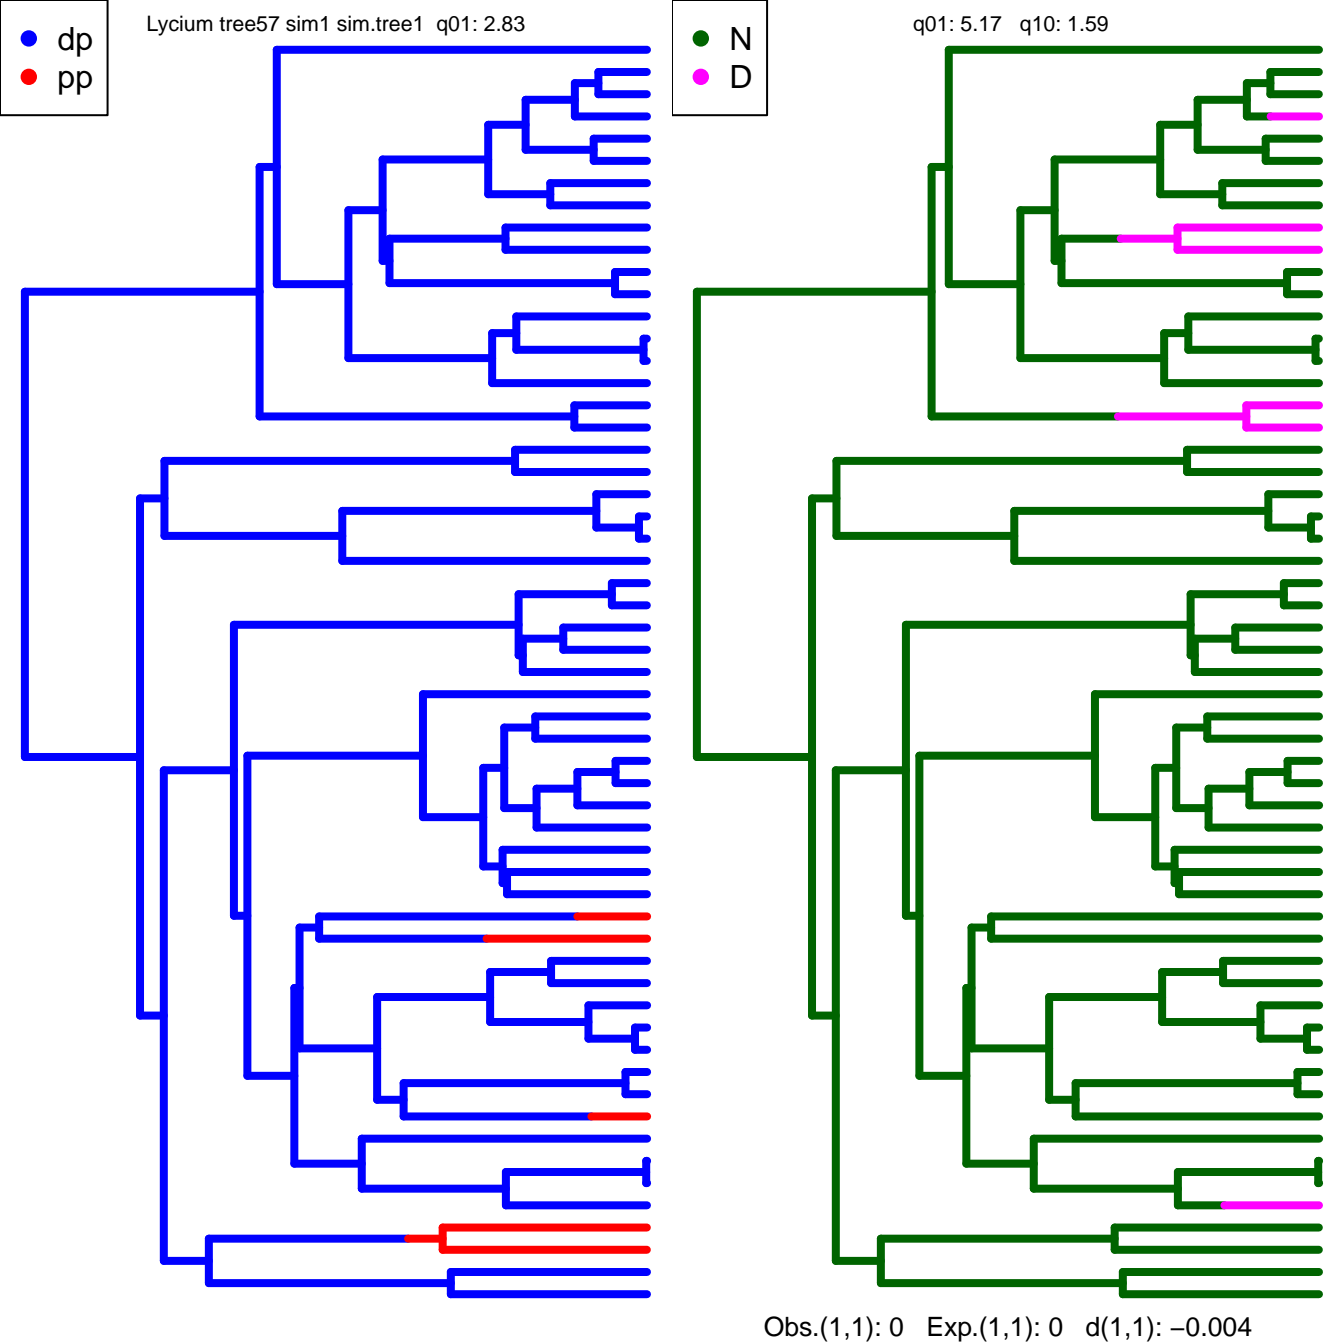 Lycium tree57 sim1 sim.tree1  q01: 2.83
dp
pp
q01: 5.17   q10: 1.59
N
D
Obs.(1,1): 0   Exp.(1,1): 0   d(1,1): −0.004